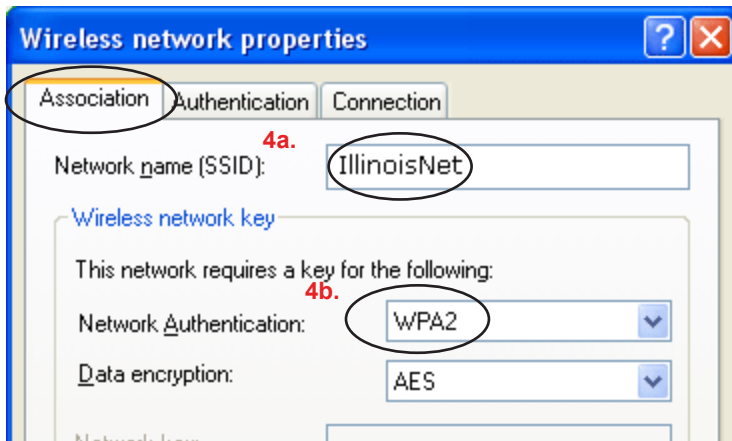 Wireless network properties
Association Authentication Connection
4a.
Network name (SSID): IllinoisNet
Wireless network key
This network requires a key for the following:
4b.
Network Authentication: WPA2
Data encryption: AES